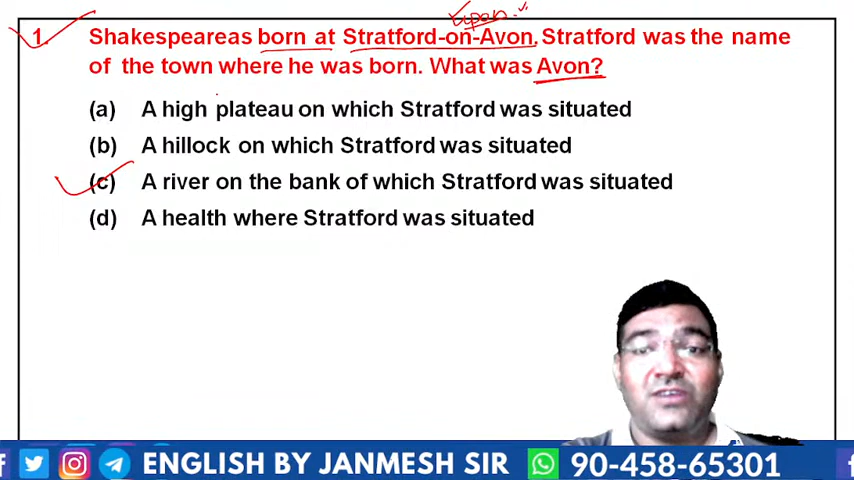 upon
1. Shakespeareas born at Stratford-on-Avon. Stratford was the name
of the town where he was born. What was Avon?
(a) A high plateau on which Stratford was situated
(b) A hillock on which Stratford was situated
(c) A river on the bank of which Stratford was situated
(d) A health where Stratford was situated
ENGLISH BY JANMESH SIR 90-458-65301